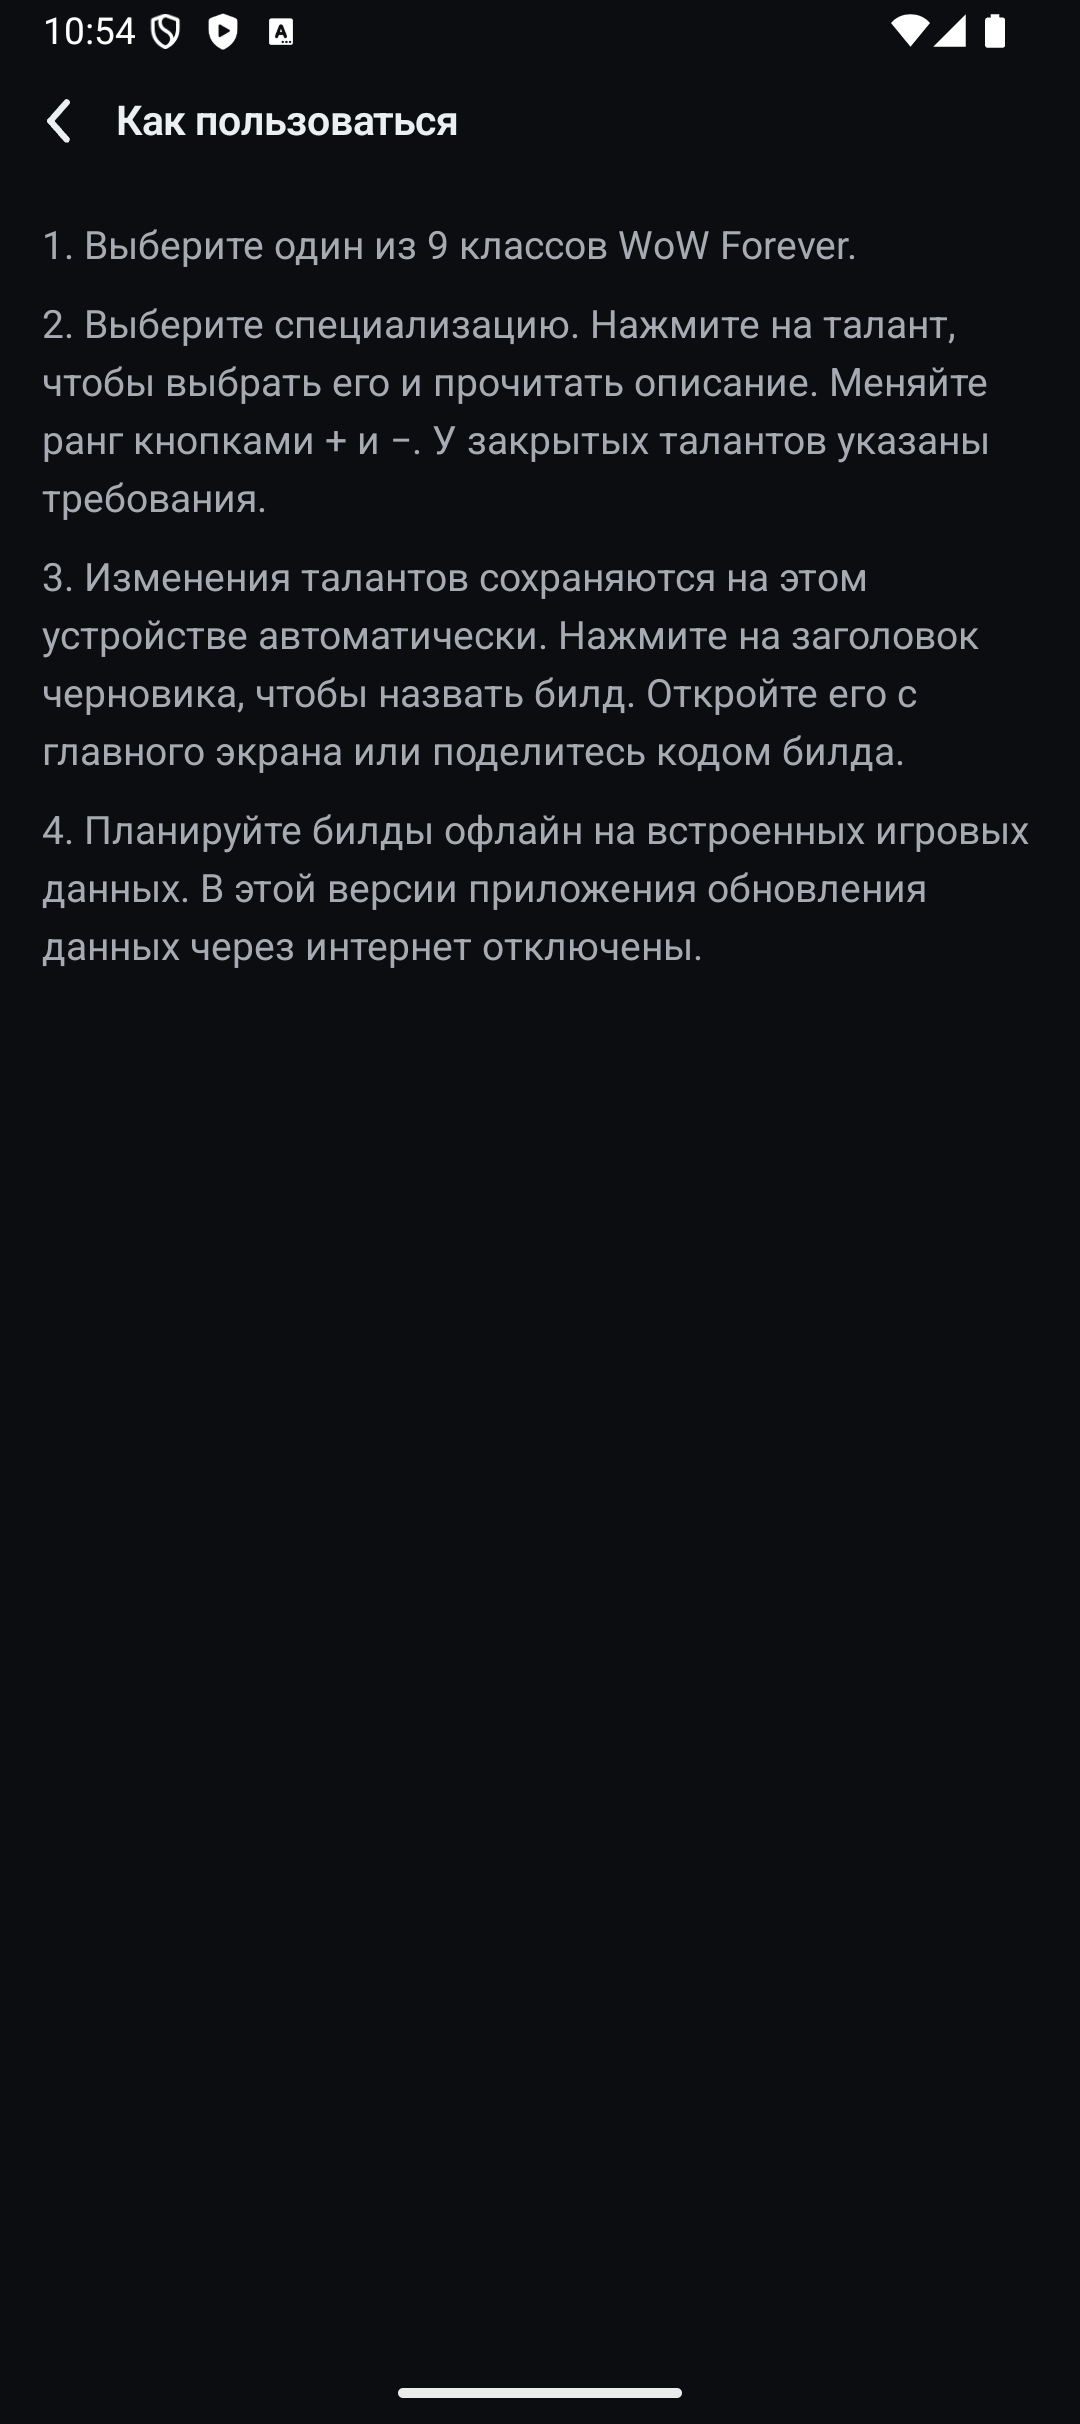 10:54
Как пользоваться
1. Выберите один из 9 классов WoW Forever.
2. Выберите специализацию. Нажмите на талант,
чтобы выбрать его и прочитать описание. Меняйте
ранг кнопками + и −. У закрытых талантов указаны
требования.
3. Изменения талантов сохраняются на этом
устройстве автоматически. Нажмите на заголовок
черновика, чтобы назвать билд. Откройте его с
главного экрана или поделитесь кодом билда.
4. Планируйте билды офлайн на встроенных игровых
данных. В этой версии приложения обновления
данных через интернет отключены.